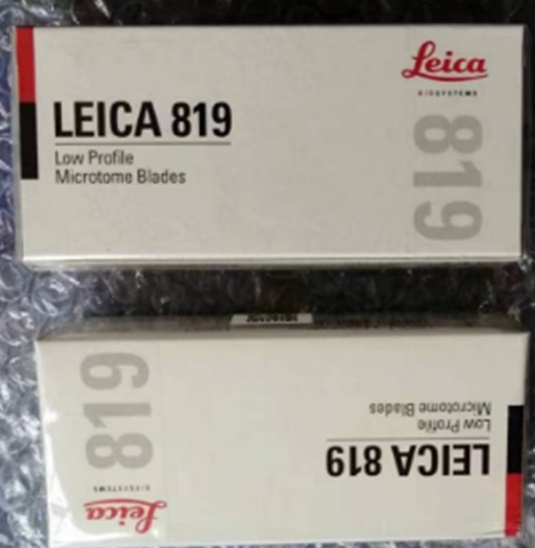 Leica
BIOSYSTEMS
LEICA 819
Low Profile
Microtome Blades
819
819
Microtome Blades
Low Profile
LEICA 819
BIOSYSTEMS
Leica